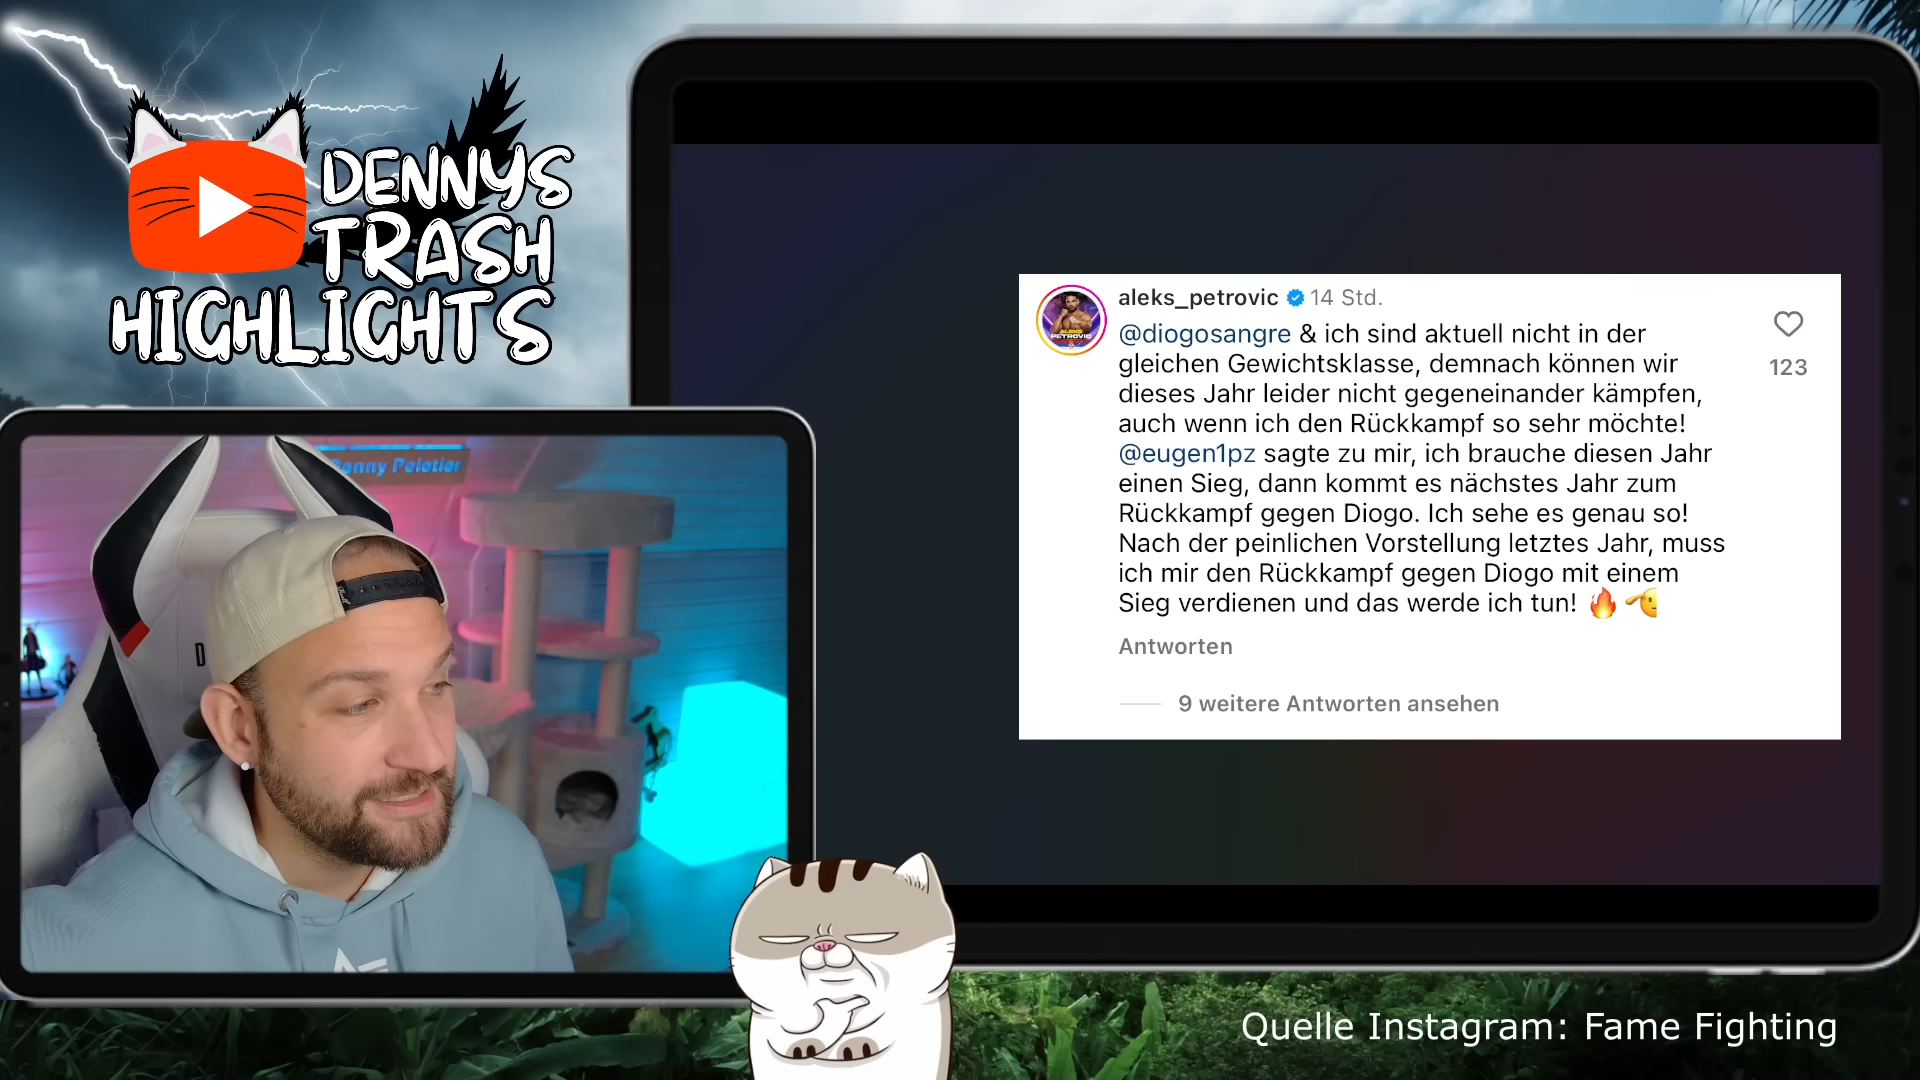 DENNYS
TRASH
HIGHLIGHTS
Denny Peletier
D
aleks_petrovic 14 Std.
@diogosangre & ich sind aktuell nicht in der
gleichen Gewichtsklasse, demnach können wir
dieses Jahr leider nicht gegeneinander kämpfen,
auch wenn ich den Rückkampf so sehr möchte!
@eugen1pz sagte zu mir, ich brauche diesen Jahr
einen Sieg, dann kommt es nächstes Jahr zum
Rückkampf gegen Diogo. Ich sehe es genau so!
Nach der peinlichen Vorstellung letztes Jahr, muss
ich mir den Rückkampf gegen Diogo mit einem
Sieg verdienen und das werde ich tun! 🔥🫡
123
Antworten
9 weitere Antworten ansehen
ALEKS
PETROVIC
Quelle Instagram: Fame Fighting